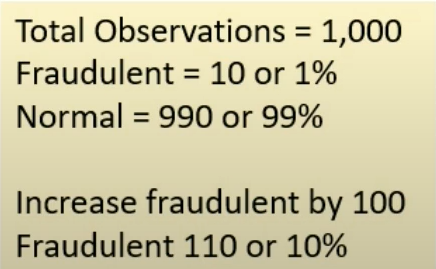 Total Observations = 1,000
Fraudulent = 10 or 1%
Normal = 990 or 99%
Increase fraudulent by 100
Fraudulent 110 or 10%